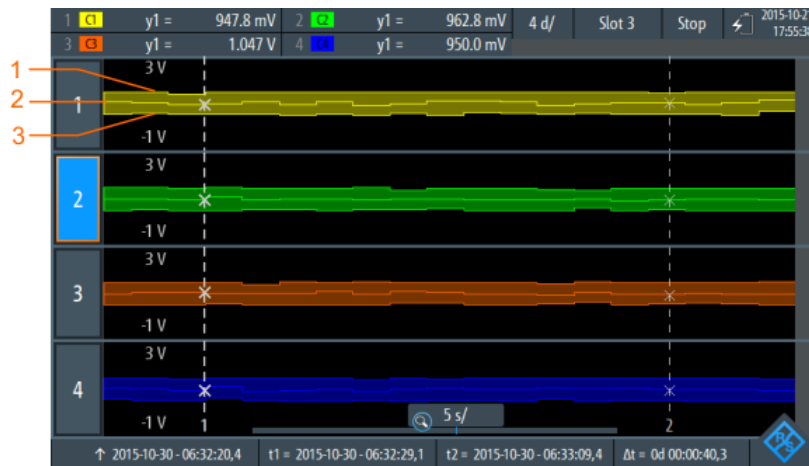 1 C1 y1 = 947.8 mV 2 C2 y1 = 962.8 mV 4 d/ Slot 3 Stop 2015-10-2
3 C3 y1 = 1.047 V 4 C4 y1 = 950.0 mV 17:55:38
3 V
1
2
1
3
-1 V
3 V
2
-1 V
3 V
3
-1 V
3 V
4
5 s/
-1 V 1 2
2015-10-30 - 06:32:20,4 t1 = 2015-10-30 - 06:32:29,1 t2 = 2015-10-30 - 06:33:09,4 Δt = 0d 00:00:40,3
R&S